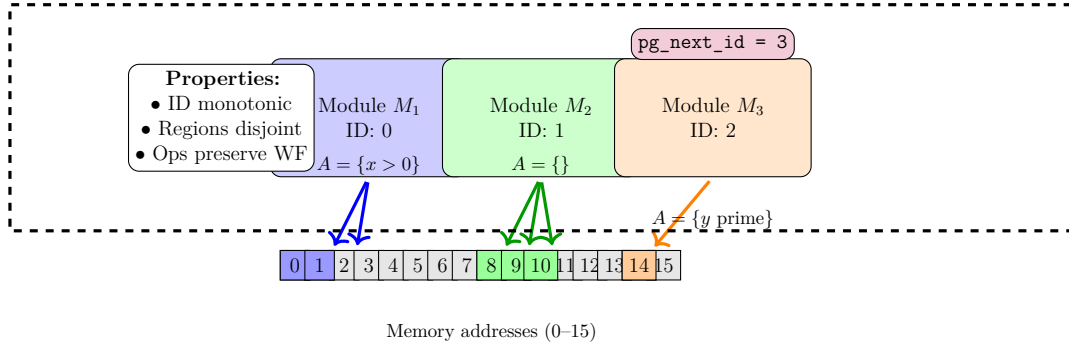 pg_next_id = 3
Properties:
• ID monotonic
• Regions disjoint
• Ops preserve WF
Module M₁
ID: 0
A = {x > 0}
Module M₂
ID: 1
A = {}
Module M₃
ID: 2
A = {y prime}
0 1 2 3 4 5 6 7 8 9 10 11 12 13 14 15
Memory addresses (0–15)